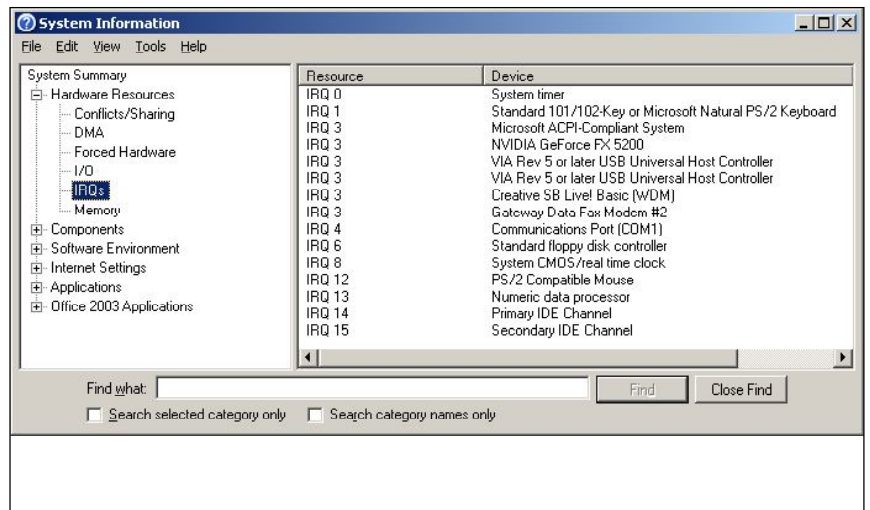 System Information
File Edit View Tools Help
System Summary
Hardware Resources
Conflicts/Sharing
DMA
Forced Hardware
I/O
IRQs
Memory
Components
Software Environment
Internet Settings
Applications
Office 2003 Applications
Resource Device
IRQ 0 System timer
IRQ 1 Standard 101/102-Key or Microsoft Natural PS/2 Keyboard
IRQ 3 Microsoft ACPI-Compliant System
IRQ 3 NVIDIA GeForce FX 5200
IRQ 3 VIA Rev 5 or later USB Universal Host Controller
IRQ 3 VIA Rev 5 or later USB Universal Host Controller
IRQ 3 Creative SB Live! Basic (WDM)
IRQ 3 Gateway Data Fax Modem #2
IRQ 4 Communications Port (COM1)
IRQ 6 Standard floppy disk controller
IRQ 8 System CMOS/real time clock
IRQ 12 PS/2 Compatible Mouse
IRQ 13 Numeric data processor
IRQ 14 Primary IDE Channel
IRQ 15 Secondary IDE Channel
Find what: Find Close Find
Search selected category only Search category names only